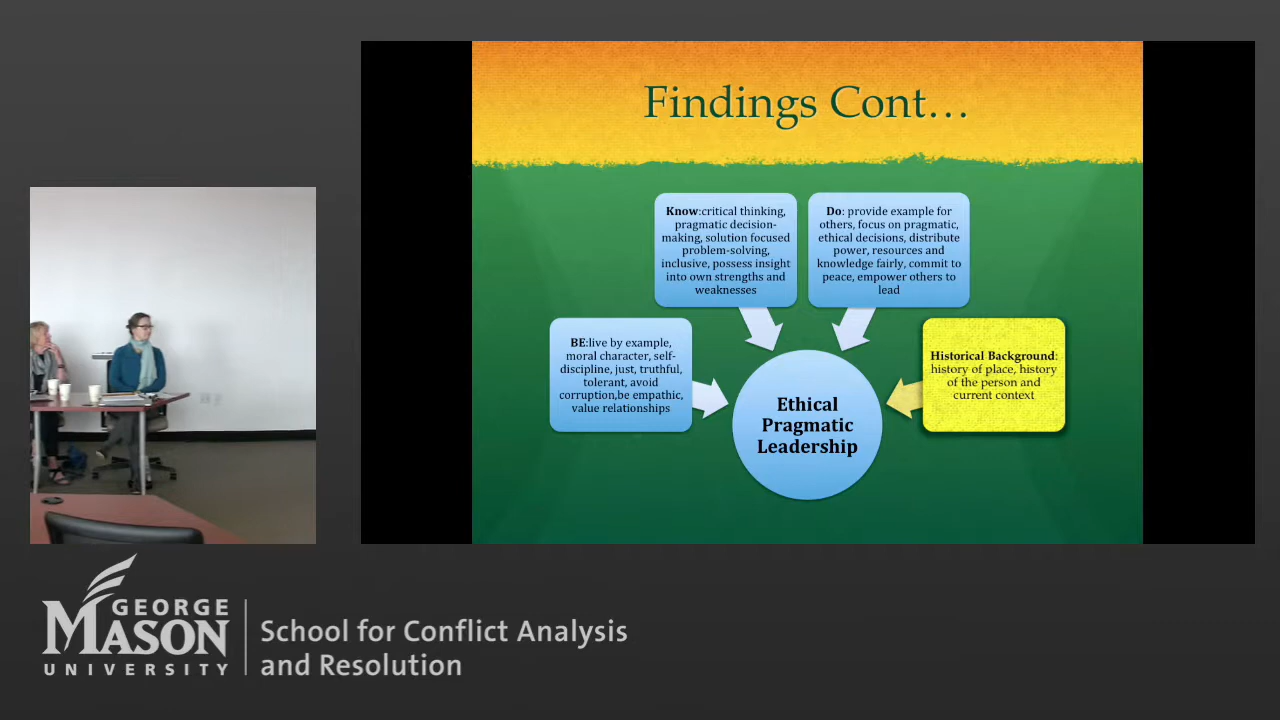 Findings Cont...
Know:critical thinking,
pragmatic decision-
making, solution focused
problem-solving,
inclusive, possess insight
into own strengths and
weaknesses
Do: provide example for
others, focus on pragmatic,
ethical decisions, distribute
power, resources and
knowledge fairly, commit to
peace, empower others to
lead
BE:live by example,
moral character, self-
discipline, just, truthful,
tolerant, avoid
corruption,be empathic,
value relationships
Historical Background:
history of place, history
of the person and
current context
Ethical
Pragmatic
Leadership
GEORGE
MASON
UNIVERSITY
School for Conflict Analysis
and Resolution